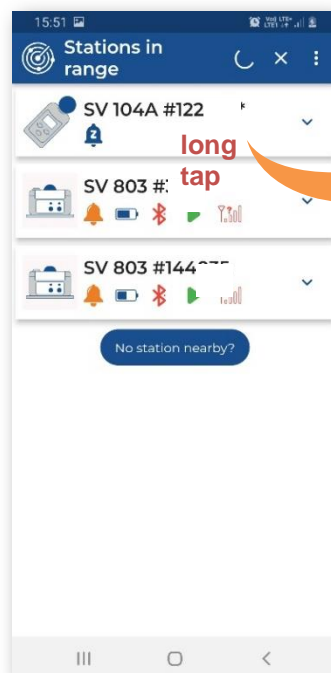 15:51
Stations in
range
SV 104A #122
long
tap
SV 803 #
SV 803 #144
No station nearby?